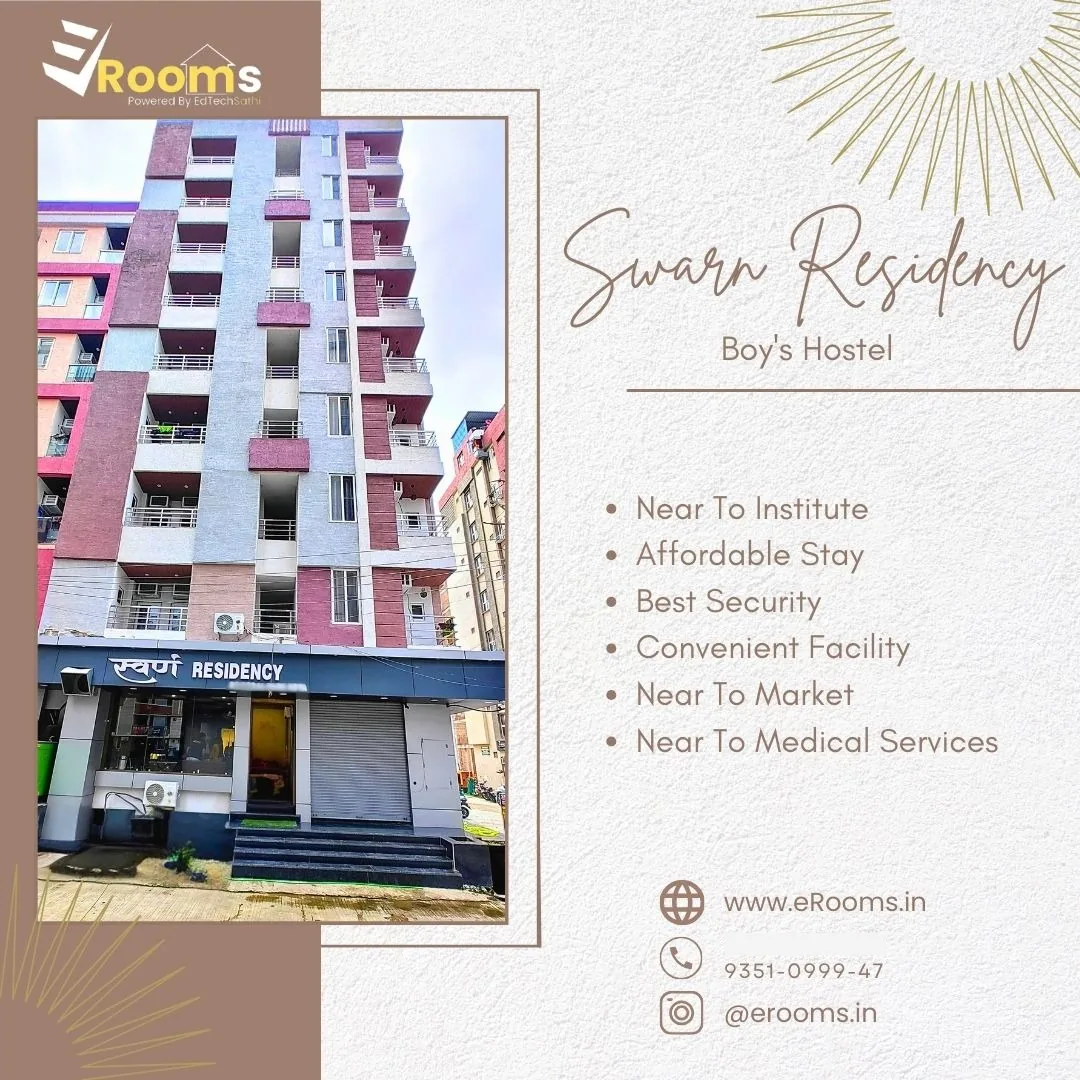 eRooms
Powered By EdTechSathi
Swarn Residency
Boy's Hostel
स्वर्ण RESIDENCY
• Near To Institute
• Affordable Stay
• Best Security
• Convenient Facility
• Near To Market
• Near To Medical Services
www.eRooms.in
9351-0999-47
@erooms.in